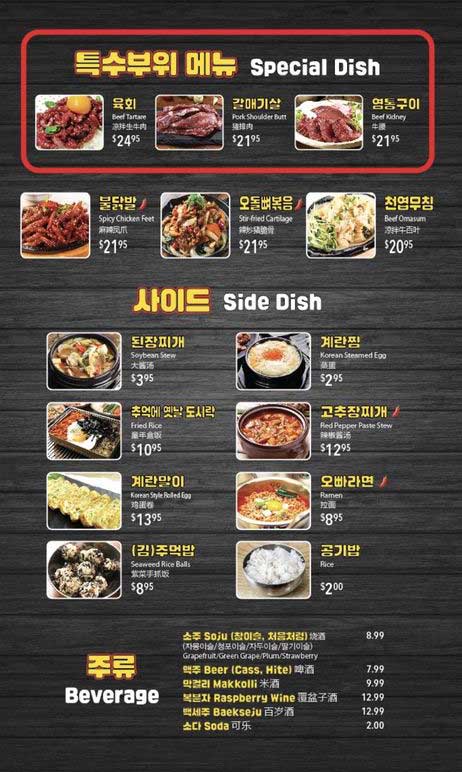 특수부위 메뉴 Special Dish
육회
Beef Tartare
凉拌生牛肉
$24.95
갈매기살
Pork Shoulder Butt
猪排肉
$21.95
염통구이
Beef Kidney
牛腰
$21.95
불닭발
Spicy Chicken Feet
麻辣凤爪
$21.95
오돌뼈볶음
Stir-fried Cartilage
辣炒猪脆骨
$21.95
천엽무침
Beef Omasum
凉拌牛百叶
$20.95
사이드 Side Dish
된장찌개
Soybean Stew
大酱汤
$3.95
계란찜
Korean Steamed Egg
蒸蛋
$2.95
추억에 옛날 도시락
Fried Rice
童年盒饭
$10.95
고추장찌개
Red Pepper Paste Stew
辣椒酱汤
$12.95
계란말이
Korean Style Rolled Egg
鸡蛋卷
$13.95
오빠라면
Ramen
拉面
$8.95
(김)주먹밥
Seaweed Rice Balls
紫菜手抓饭
$8.95
공기밥
Rice
$2.00
주류
Beverage
소주 Soju (참이슬, 처음처럼) 烧酒 8.99
(자몽이슬/청포이슬/자두이슬/딸기이슬)
Grapefruit/Green Grape/Plum/Strawberry
맥주 Beer (Cass, Hite) 啤酒 7.99
막걸리 Makkolli 米酒 9.99
복분자 Raspberry Wine 覆盆子酒 12.99
백세주 Baekseju 百岁酒 12.99
소다 Soda 可乐 2.00